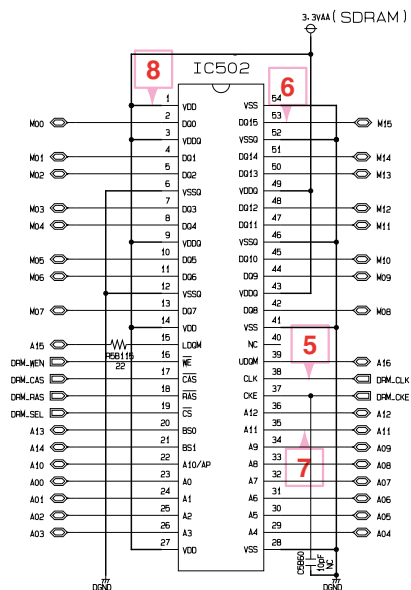 3.3VAA(SDRAM)
IC502
8
6
5
7
1 VDD
2 DQ0
3 VDDQ
4 DQ1
5 DQ2
6 VSSQ
7 DQ3
8 DQ4
9 VDDQ
10 DQ5
11 DQ6
12 VSSQ
13 DQ7
14 VDD
15 LDQM
16 WE
17 CAS
18 RAS
19 CS
20 BS0
21 BS1
22 A10/AP
23 A0
24 A1
25 A2
26 A3
27 VDD
VSS 54
DQ15 53
VSSQ 52
DQ14 51
DQ13 50
VDDQ 49
DQ12 48
DQ11 47
VSSQ 46
DQ10 45
DQ9 44
VDDQ 43
DQ8 42
VSS 41
NC 40
UDQM 39
CLK 38
CKE 37
A12 36
A11 35
A9 34
A8 33
A7 32
A6 31
A5 30
A4 29
VSS 28
M00
M01
M02
M03
M04
M05
M06
M07
A15
R5B115
22
DRM_WEN
DRM_CAS
DRM_RAS
DRM_SEL
A13
A14
A10
A00
A01
A02
A03
M15
M14
M13
M12
M11
M10
M09
M08
A16
DRM_CLK
DRM_CKE
A12
A11
A09
A08
A07
A06
A05
A04
C5B60
10pF
NC
DGND
DGND